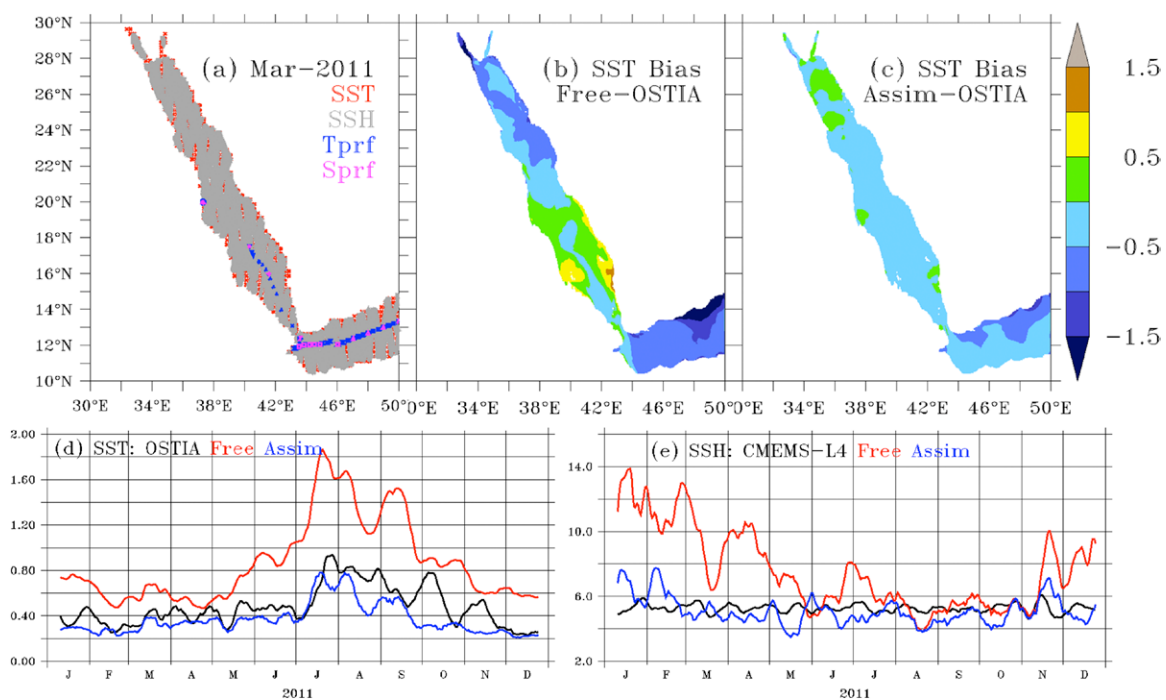 30°N
28°N
26°N
24°N
22°N
20°N
18°N
16°N
14°N
12°N
10°N
(a) Mar-2011
SST
SSH
Tprf
Sprf
(b) SST Bias
Free-OSTIA
(c) SST Bias
Assim-OSTIA
1.5
0.5
-0.5
-1.5
30°E 34°E 38°E 42°E 46°E 50°E 34°E 38°E 42°E 46°E 50°E 34°E 38°E 42°E 46°E 50°E
(d) SST: OSTIA Free Assim
2.00
1.60
1.20
0.80
0.40
0.00
J F M A M J J A S O N D
2011
(e) SSH: CMEMS-L4 Free Assim
14.0
10.0
6.0
2.0
J F M A M J J A S O N D
2011